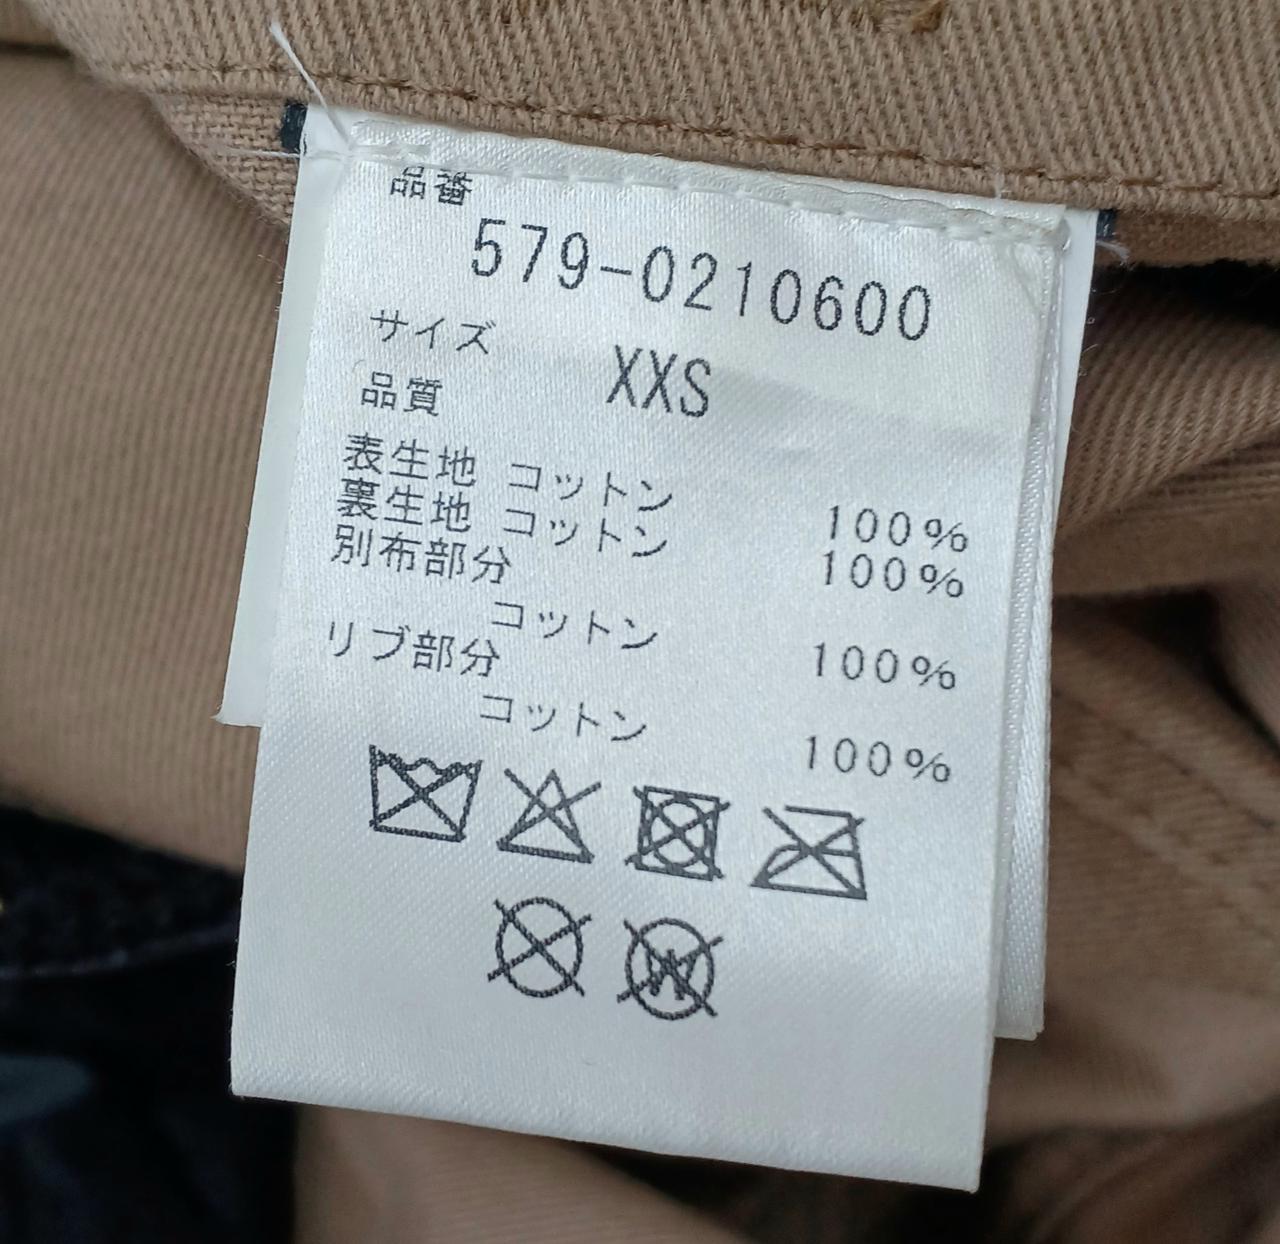 品番
579-0210600
サイズ XXS
品質
表生地 コットン 100%
裏生地 コットン 100%
別布部分
コットン 100%
リブ部分
コットン 100%
W